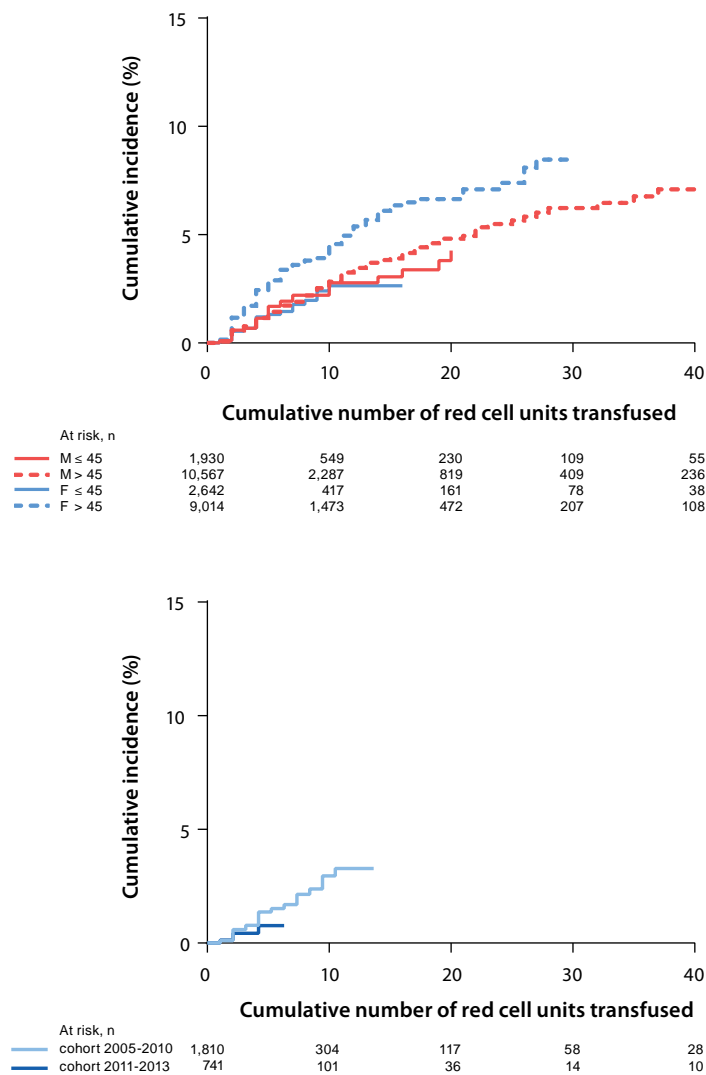 15
10
5
0
Cumulative incidence (%)
0 10 20 30 40
Cumulative number of red cell units transfused
At risk, n
M ≤ 45 1,930 549 230 109 55
M > 45 10,567 2,287 819 409 236
F ≤ 45 2,642 417 161 78 38
F > 45 9,014 1,473 472 207 108
15
10
5
0
Cumulative incidence (%)
0 10 20 30 40
Cumulative number of red cell units transfused
At risk, n
cohort 2005-2010 1,810 304 117 58 28
cohort 2011-2013 741 101 36 14 10